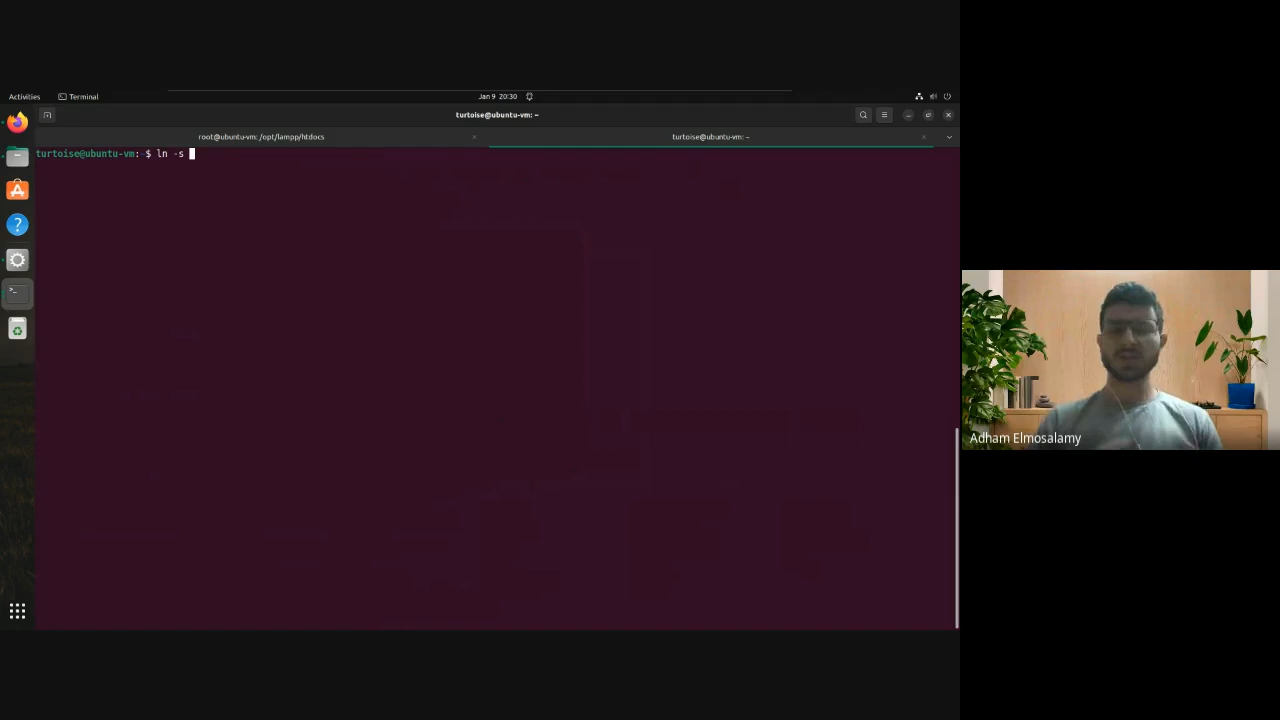 Activities
Terminal
Jan 9 20:30
turtoise@ubuntu-vm: ~
root@ubuntu-vm: /opt/lampp/htdocs
turtoise@ubuntu-vm: ~
turtoise@ubuntu-vm:~$ ln -s
Adham Elmosalamy